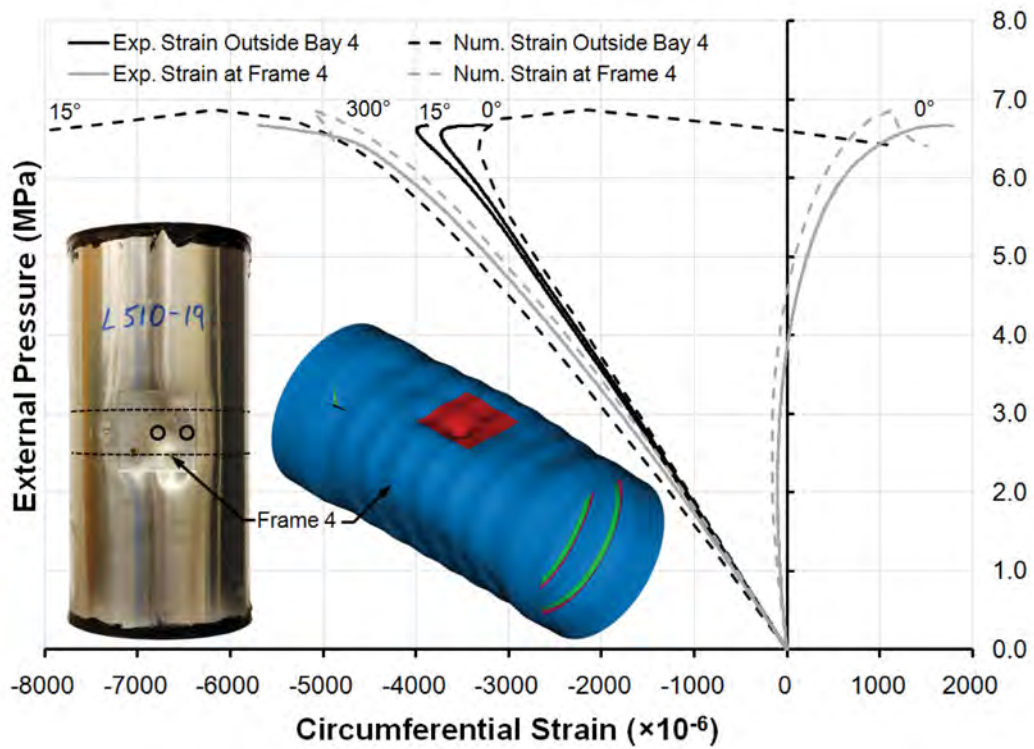 Exp. Strain Outside Bay 4
Num. Strain Outside Bay 4
Exp. Strain at Frame 4
Num. Strain at Frame 4
15°
300°
15°
0°
0°
External Pressure (MPa)
8.0
7.0
6.0
5.0
4.0
3.0
2.0
1.0
0.0
L510-19
Frame 4
-8000 -7000 -6000 -5000 -4000 -3000 -2000 -1000 0 1000 2000
Circumferential Strain (×10⁻⁶)